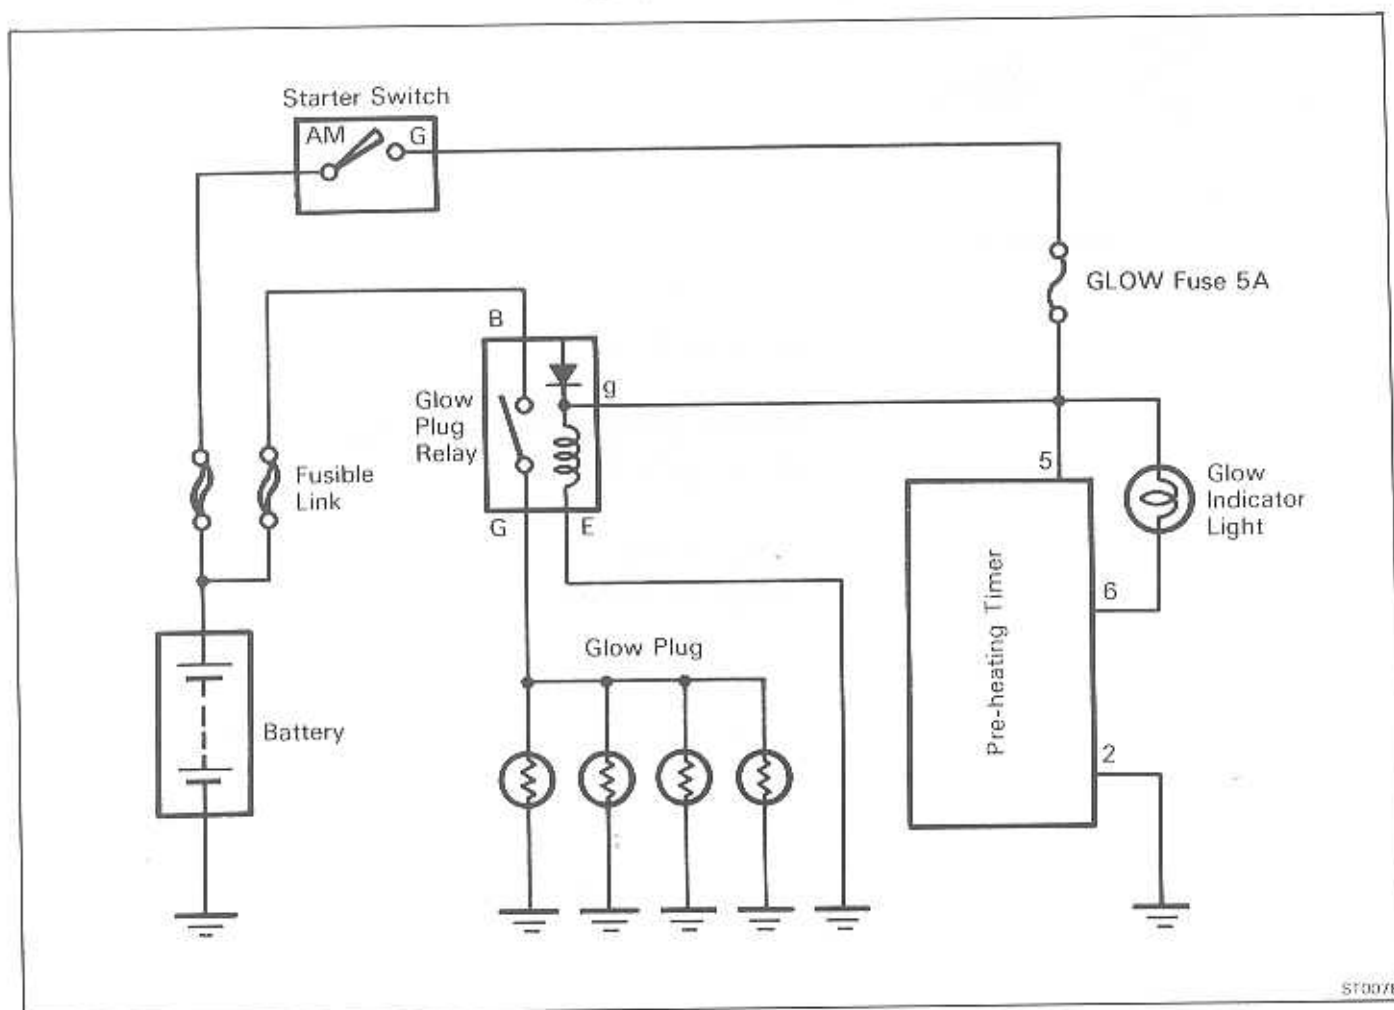 Starter Switch
AM
G
GLOW Fuse 5A
B
g
Glow
Plug
Relay
Fusible
Link
5
Glow
Indicator
Light
G
E
6
Pre-heating Timer
Glow Plug
Battery
2